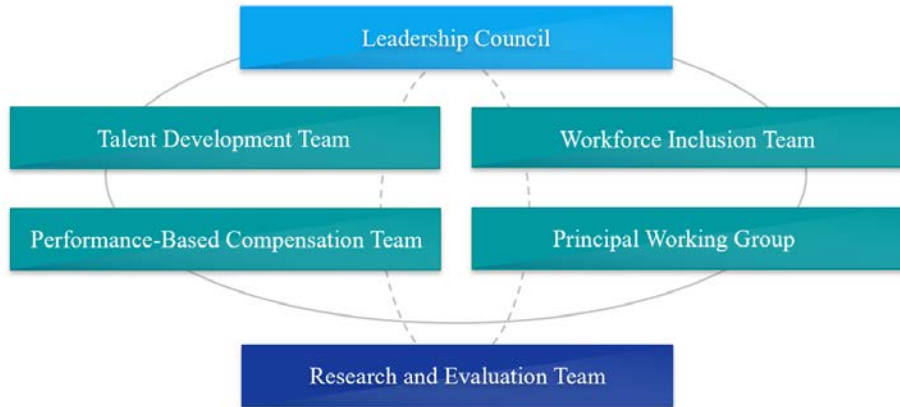 Leadership Council
Talent Development Team
Workforce Inclusion Team
Performance-Based Compensation Team
Principal Working Group
Research and Evaluation Team